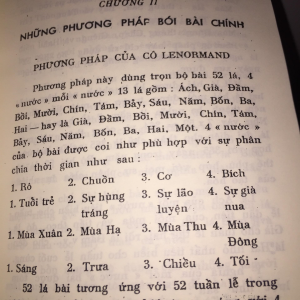 CHƯƠNG II
NHỮNG PHƯƠNG PHÁP BÓI BÀI CHÍNH
PHƯƠNG PHÁP CỦA CÔ LENORMAND
Phương pháp này dùng trọn bộ bài 52 lá, 4
« nước » mỗi « nước » 13 lá gồm : Ách, Già, Đầm,
Bồi, Mười, Chín, Tám, Bảy, Sáu, Năm, Bốn, Ba,
Hai — hay là Già, Đầm, Bồi, Mười, Chín, Tám,
Bảy, Sáu, Năm. Bốn, Ba, Hai, Một. 4 « nước »
của bộ bài được coi như phù hợp với sự phân
chia thời gian như sau :
1. Rô 2. Chuồn 3. Cơ 4. Bích
1. Tuổi trẻ 2. Sự hùng tráng 3. Sự lão luyện 4. Sự già nua
1. Mùa Xuân 2. Mùa Hạ 3. Mùa Thu 4. Mùa Đông
1. Sáng 2. Trưa 3. Chiều 4. Tối
52 lá bài tương ứng với 52 tuần lễ trong